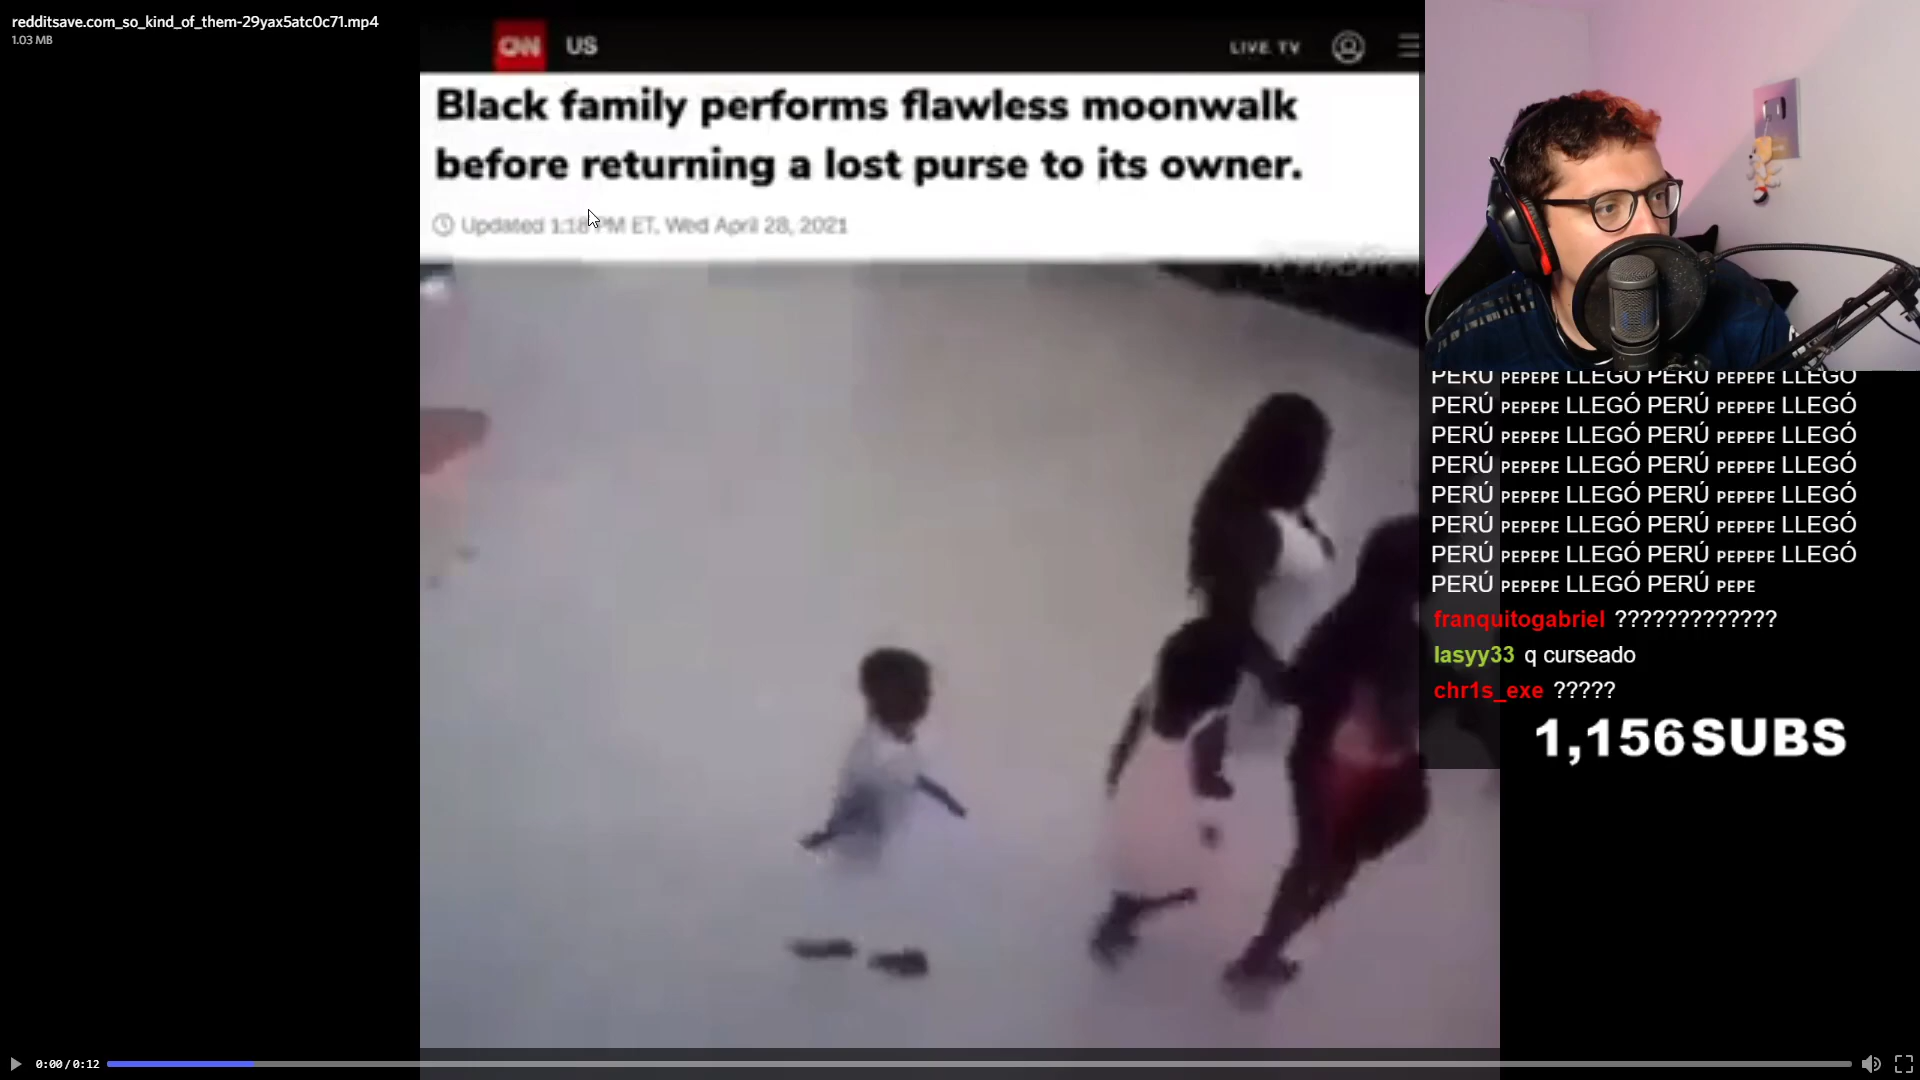 redditsave.com_so_kind_of_them-29yax5atc0c71.mp4
1.03 MB
CNN US LIVE TV
Black family performs flawless moonwalk
before returning a lost purse to its owner.
Updated 1:18 PM ET, Wed April 28, 2021
PERÚ PEPEPE LLEGÓ PERÚ PEPEPE LLEGÓ
PERÚ PEPEPE LLEGÓ PERÚ PEPEPE LLEGÓ
PERÚ PEPEPE LLEGÓ PERÚ PEPEPE LLEGÓ
PERÚ PEPEPE LLEGÓ PERÚ PEPEPE LLEGÓ
PERÚ PEPEPE LLEGÓ PERÚ PEPEPE LLEGÓ
PERÚ PEPEPE LLEGÓ PERÚ PEPEPE LLEGÓ
PERÚ PEPEPE LLEGÓ PERÚ PEPEPE LLEGÓ
PERÚ PEPEPE LLEGÓ PERÚ PEPE
franquitogabriel ?????????????
lasyy33 q curseado
chr1s_exe ?????
1,156SUBS
0:00/0:12